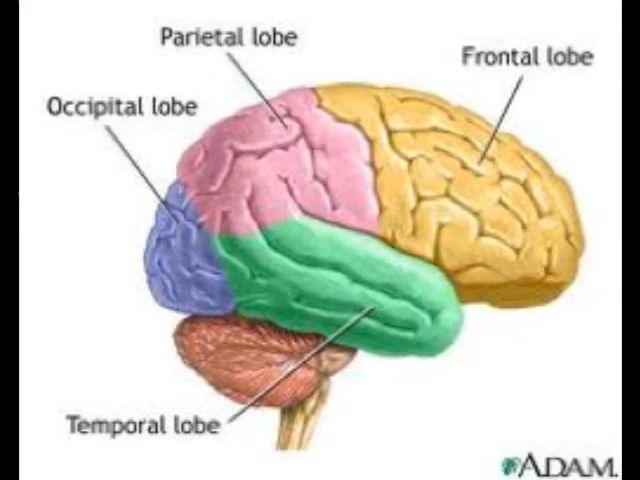 Parietal lobe
Frontal lobe
Occipital lobe
Temporal lobe
ADAM.